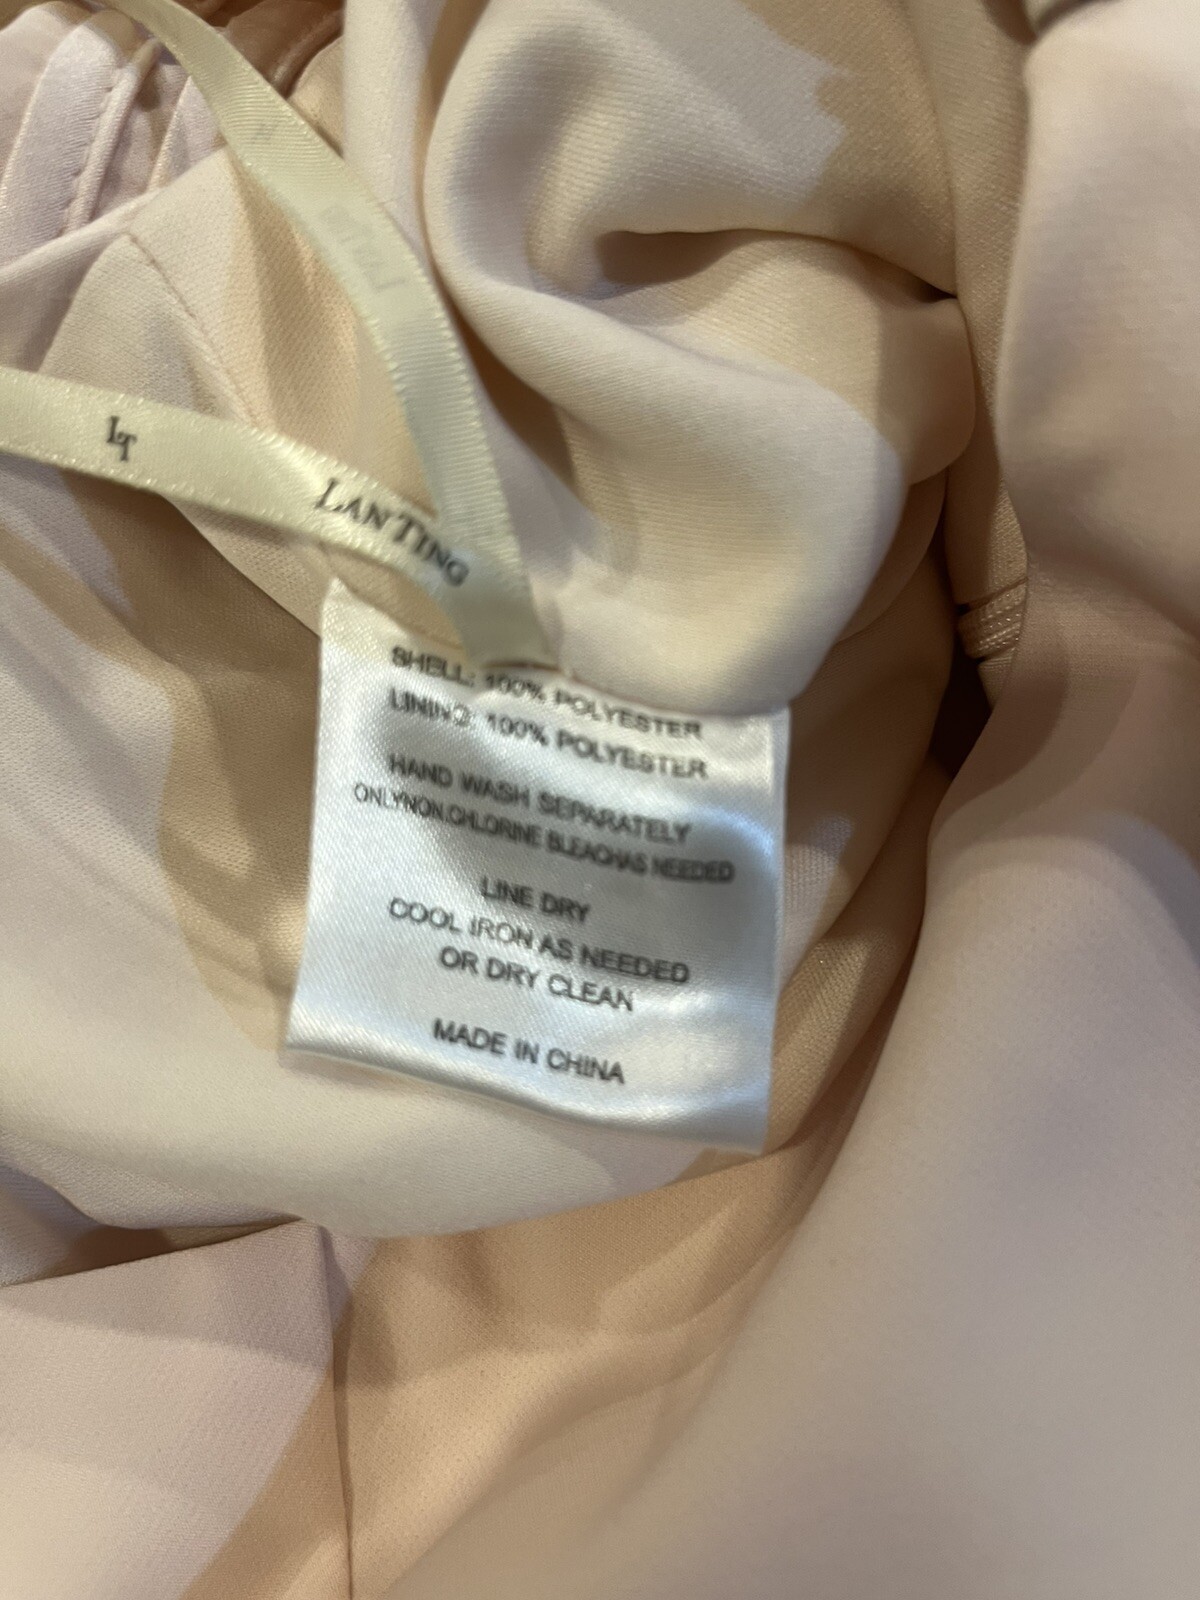 LT
LANTING
SHELL: 100% POLYESTER
LINING: 100% POLYESTER
HAND WASH SEPARATELY
ONLYNON.CHLORINE BLEACHAS NEEDED
LINE DRY
COOL IRON AS NEEDED
OR DRY CLEAN
MADE IN CHINA